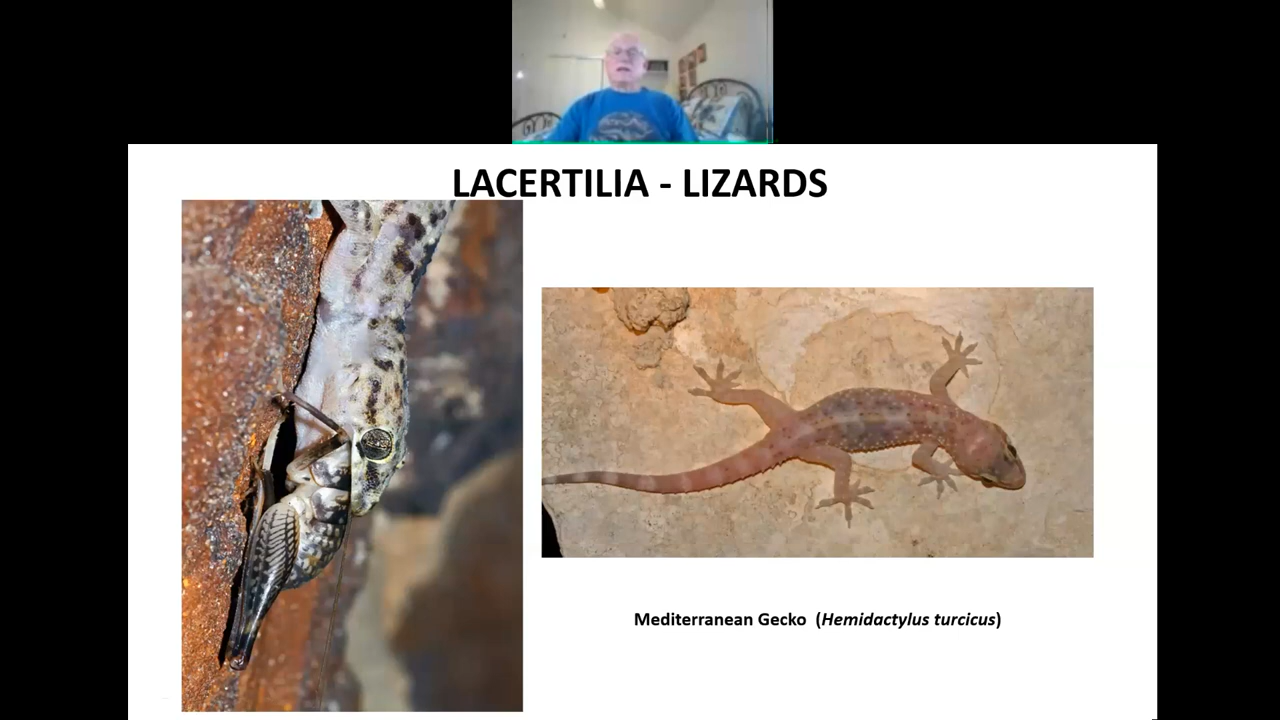 LACERTILIA - LIZARDS
Mediterranean Gecko (Hemidactylus turcicus)